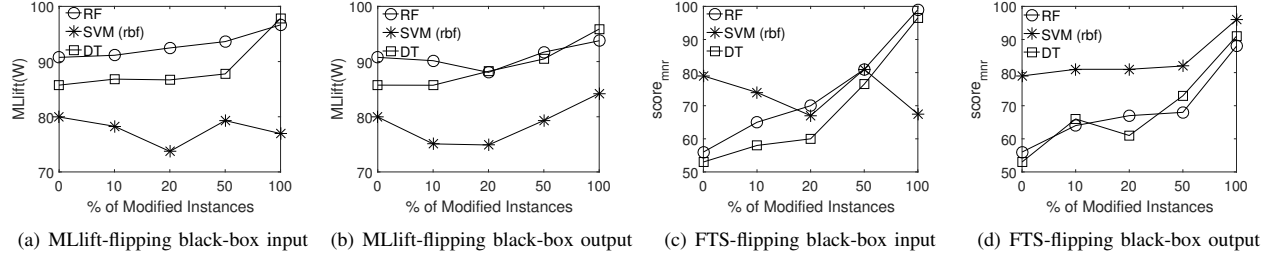 100
90
80
70
MLlift(W)
RF
SVM (rbf)
DT
0 10 20 50 100
% of Modified Instances
(a) MLlift-flipping black-box input
100
90
80
70
MLlift(W)
RF
SVM (rbf)
DT
0 10 20 50 100
% of Modified Instances
(b) MLlift-flipping black-box output
100
90
80
70
60
50
score_mnr
RF
SVM (rbf)
DT
0 10 20 50 100
% of Modified Instances
(c) FTS-flipping black-box input
100
90
80
70
60
50
score_mnr
RF
SVM (rbf)
DT
0 10 20 50 100
% of Modified Instances
(d) FTS-flipping black-box output